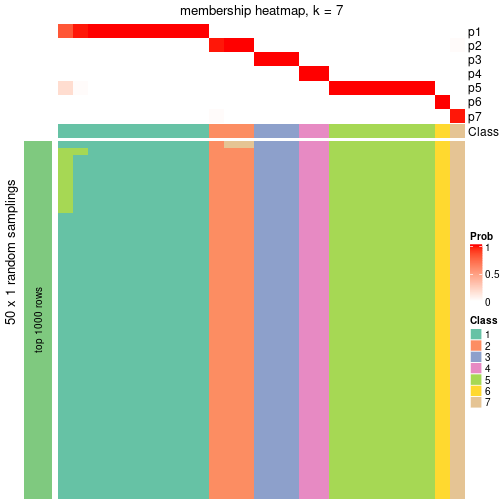 membership heatmap, k = 7
p1
p2
p3
p4
p5
p6
p7
Class
50 x 1 random samplings
top 1000 rows
Prob
1
0.5
0
Class
1
2
3
4
5
6
7